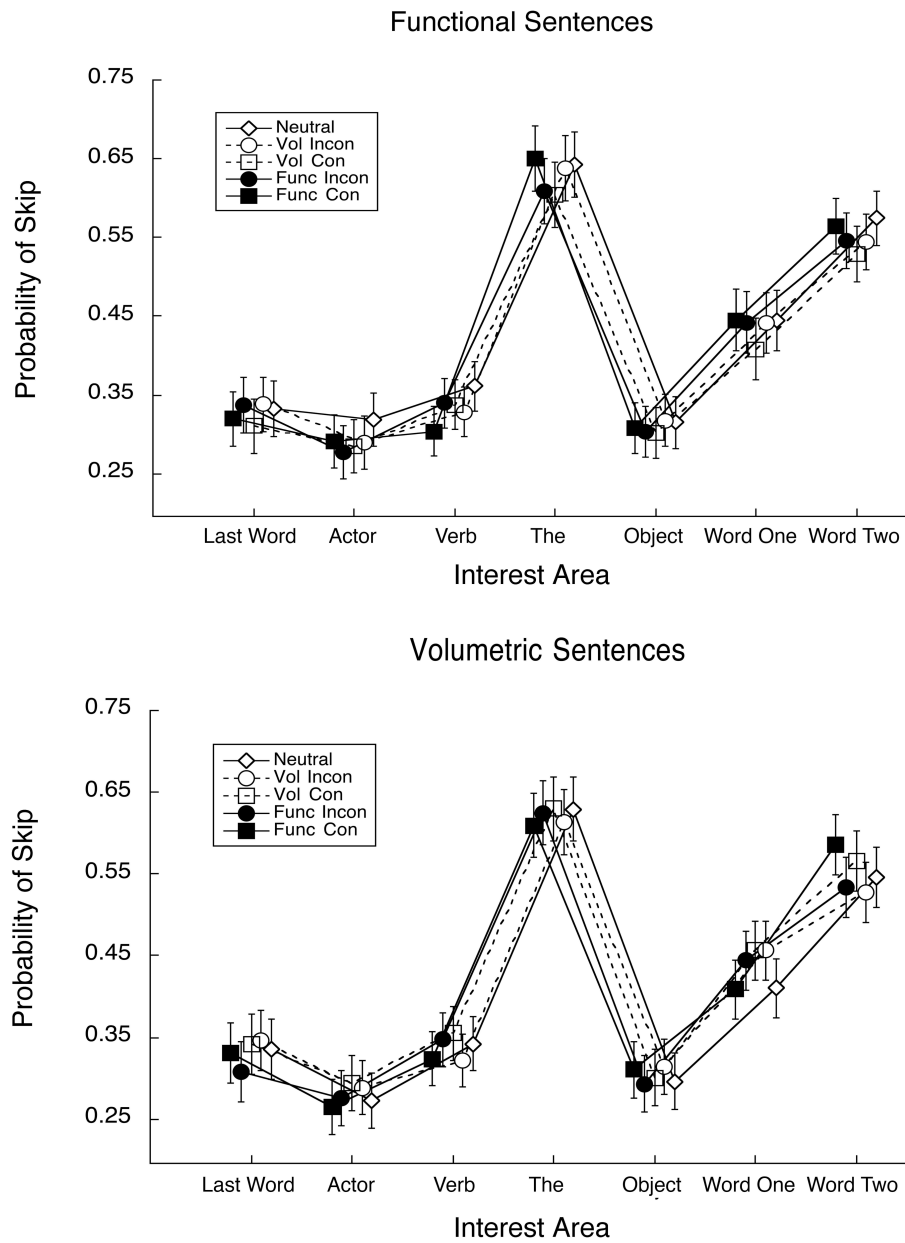 Functional Sentences
0.75
0.65
0.55
0.45
0.35
0.25
Probability of Skip
Neutral
Vol Incon
Vol Con
Func Incon
Func Con
Last Word Actor Verb The Object Word One Word Two
Interest Area
Volumetric Sentences
0.75
0.65
0.55
0.45
0.35
0.25
Probability of Skip
Neutral
Vol Incon
Vol Con
Func Incon
Func Con
Last Word Actor Verb The Object Word One Word Two
Interest Area